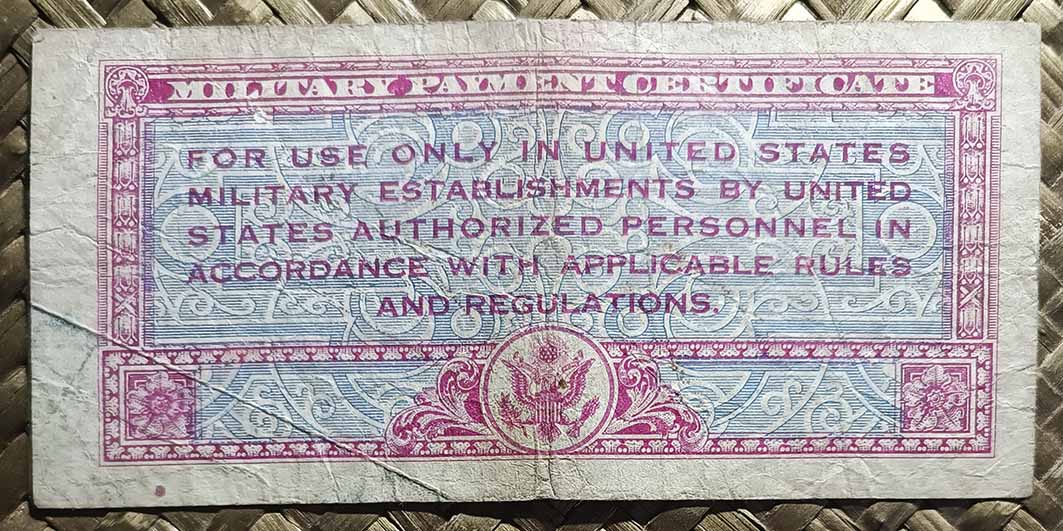 MILITARY PAYMENT CERTIFICATE
FOR USE ONLY IN UNITED STATES
MILITARY ESTABLISHMENTS BY UNITED
STATES AUTHORIZED PERSONNEL IN
ACCORDANCE WITH APPLICABLE RULES
AND REGULATIONS.